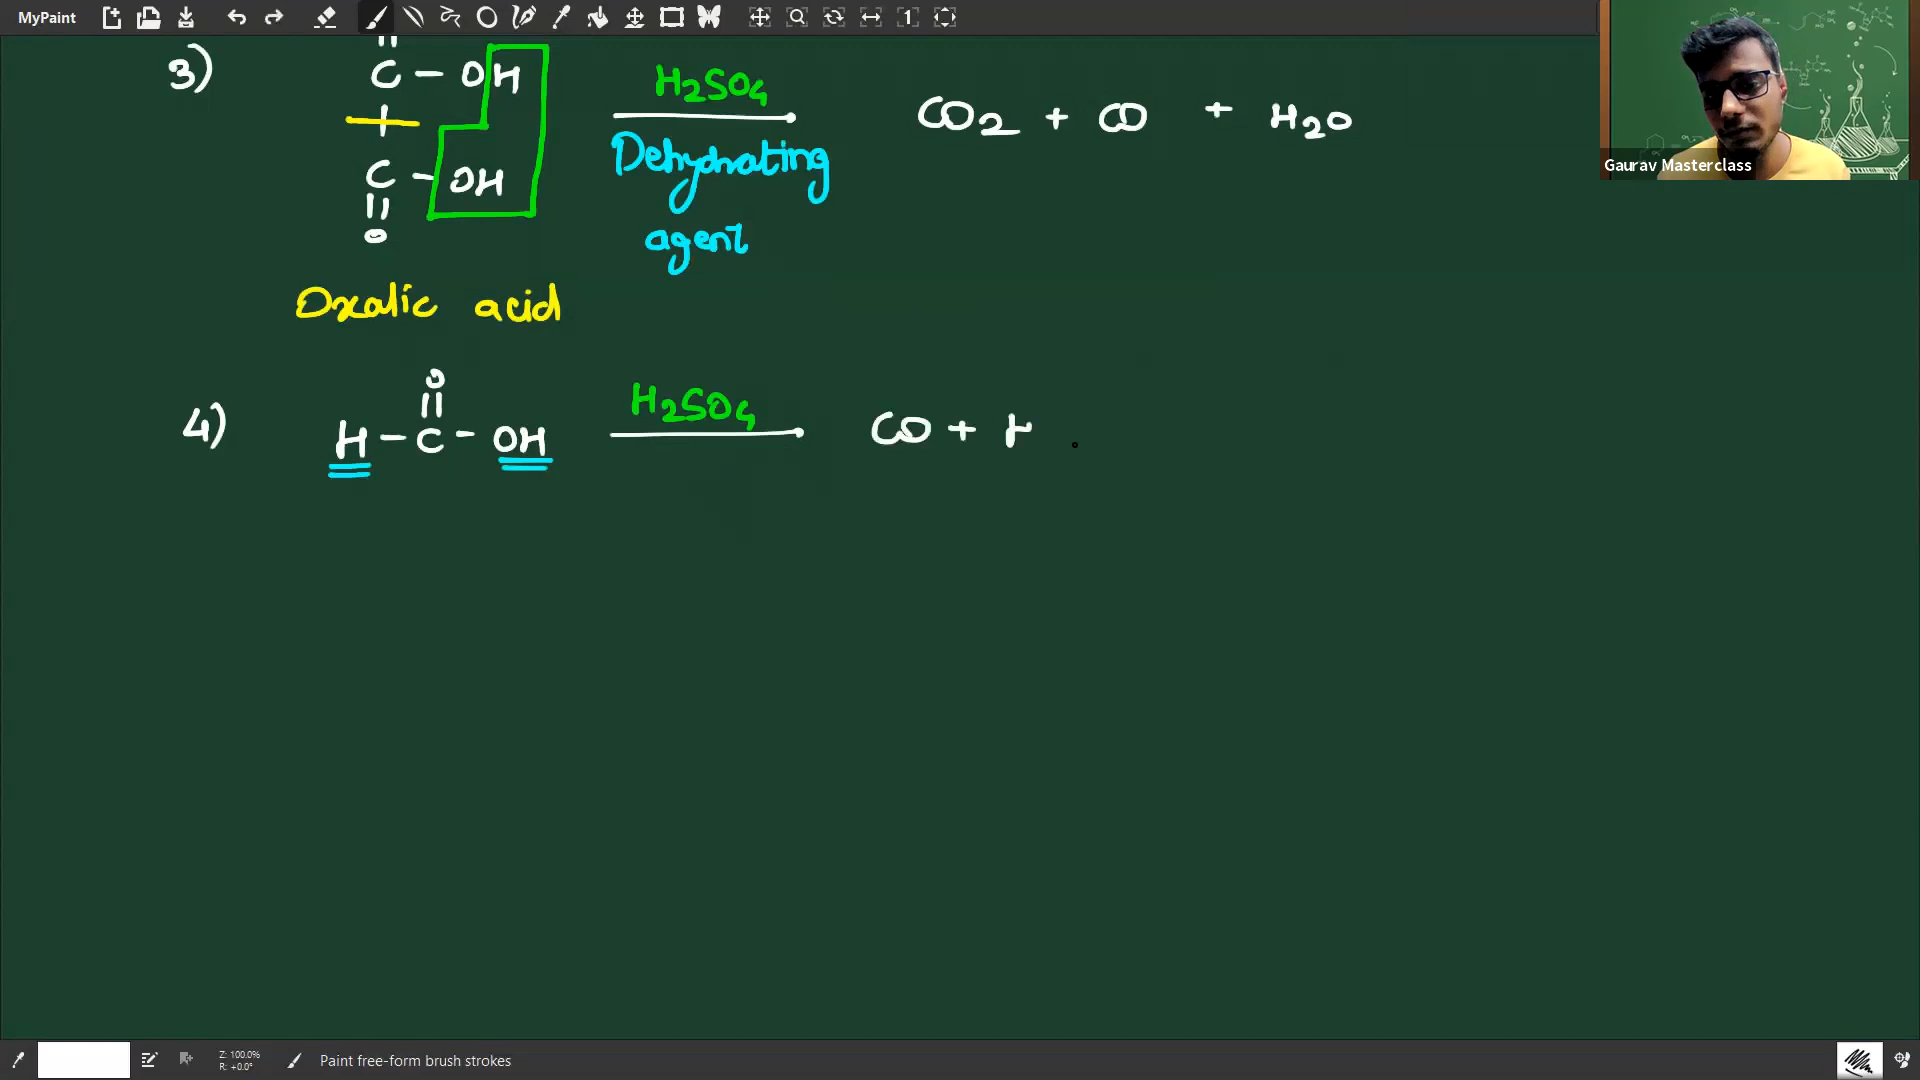 MyPaint
1
Gaurav Masterclass
3)
C - OH
C - OH
O
H2SO4
Dehydrating
agent
CO2 + CO + H2O
Oxalic acid
4)
O
H - C - OH
H2SO4
CO + H
Z: 100.0%
R: +0.0°
Paint free-form brush strokes